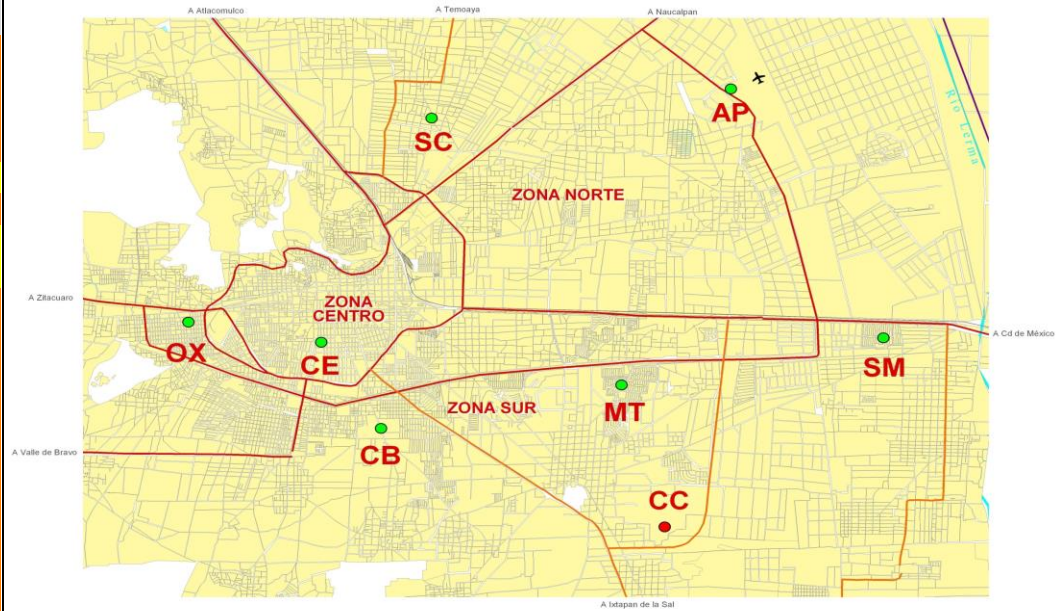 A Atlacomulco
A Temoaya
A Naucalpan
AP
Río Lerma
SC
ZONA NORTE
A Zitacuaro
ZONA
CENTRO
A Cd de México
OX
CE
SM
ZONA SUR
MT
CB
A Valle de Bravo
CC
A Ixtapan de la Sal